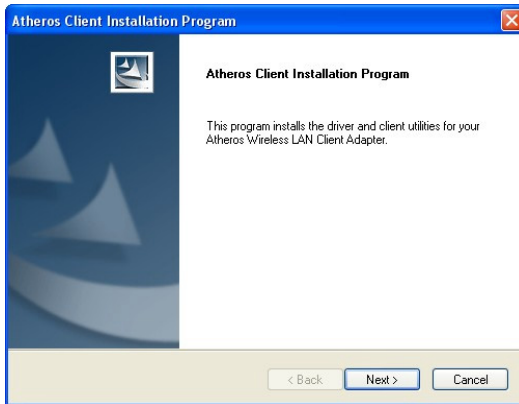 Atheros Client Installation Program
Atheros Client Installation Program
This program installs the driver and client utilities for your
Atheros Wireless LAN Client Adapter.
< Back
Next >
Cancel